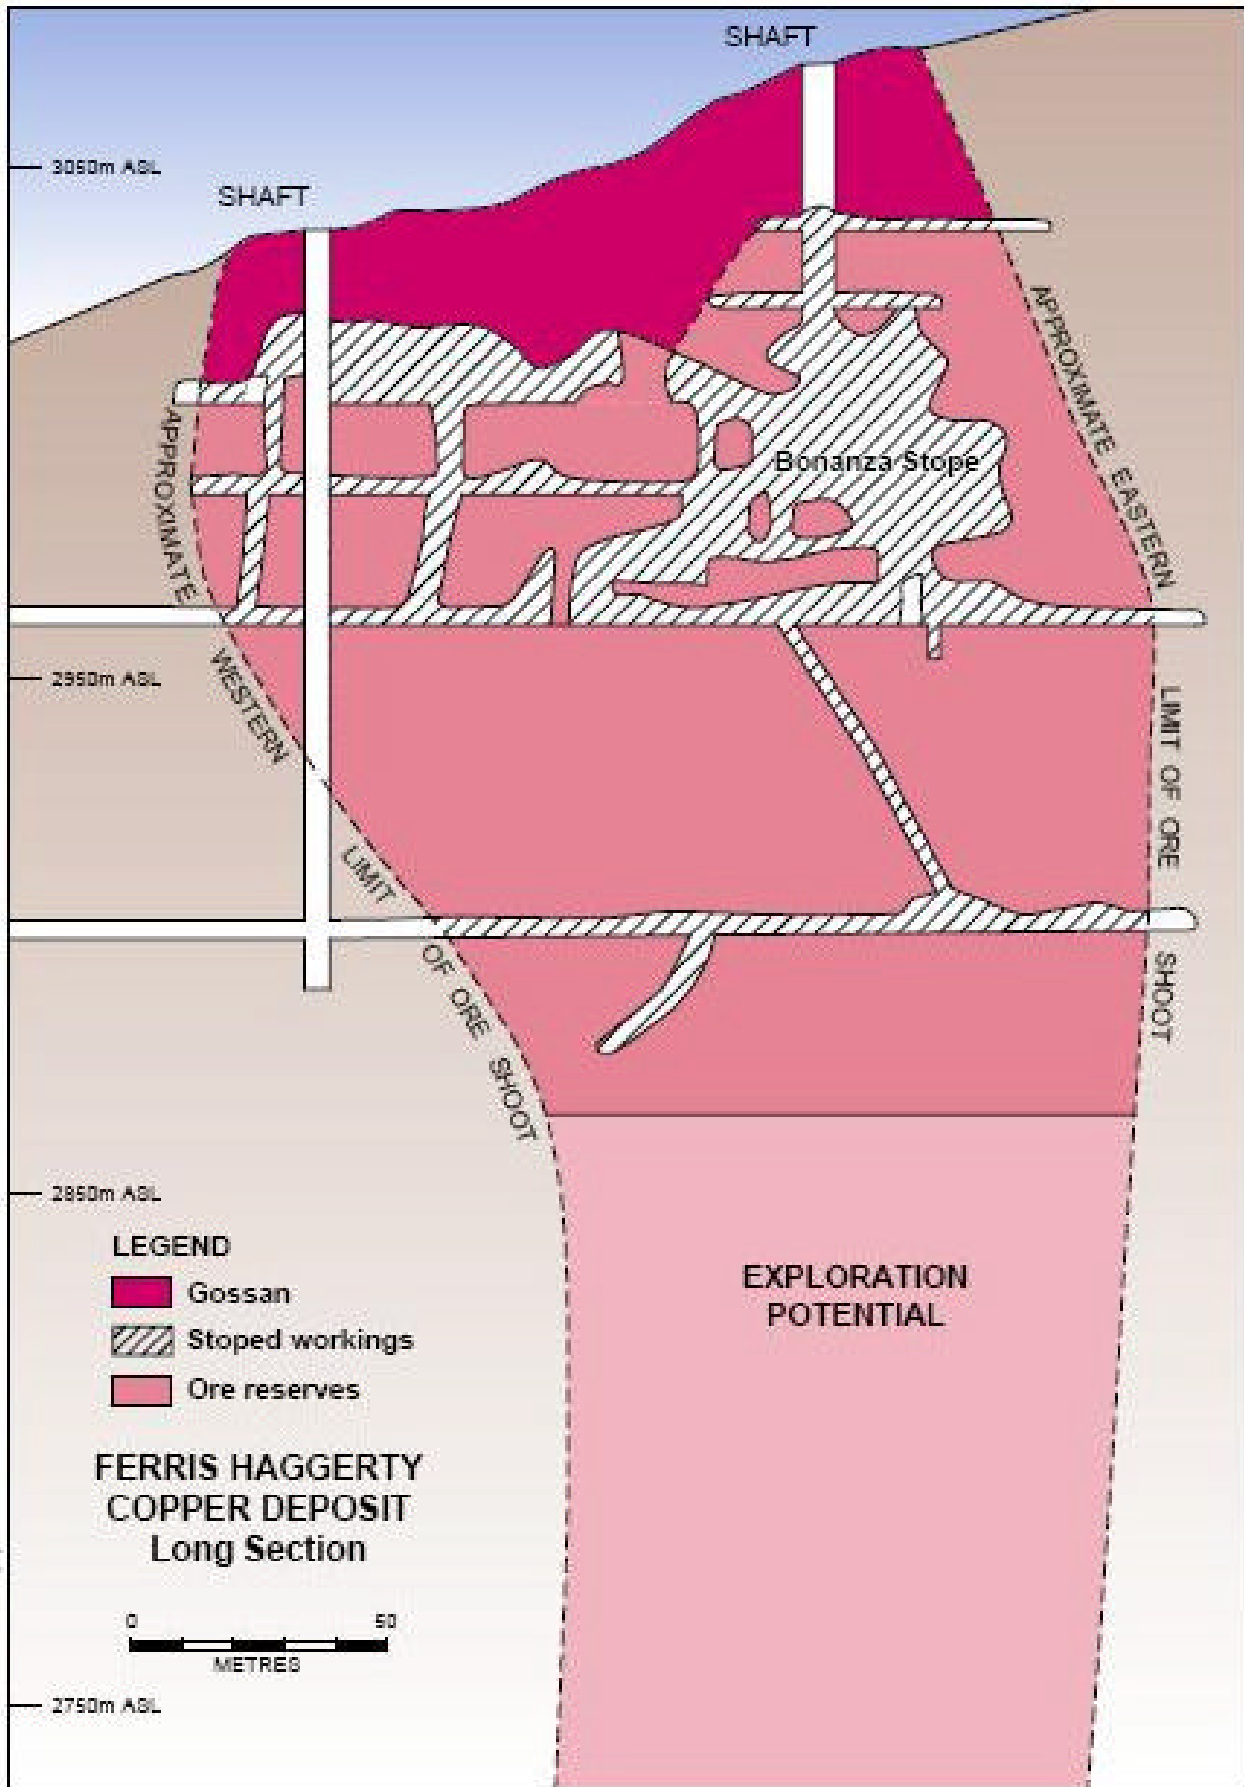 SHAFT
3050m ASL
SHAFT
APPROXIMATE EASTERN
LIMIT OF ORE
SHOOT
APPROXIMATE
WESTERN
LIMIT
OF ORE SHOOT
Bonanza Stope
2950m ASL
2850m ASL
LEGEND
Gossan
Stoped workings
Ore reserves
EXPLORATION
POTENTIAL
FERRIS HAGGERTY
COPPER DEPOSIT
Long Section
0 50
METRES
2750m ASL